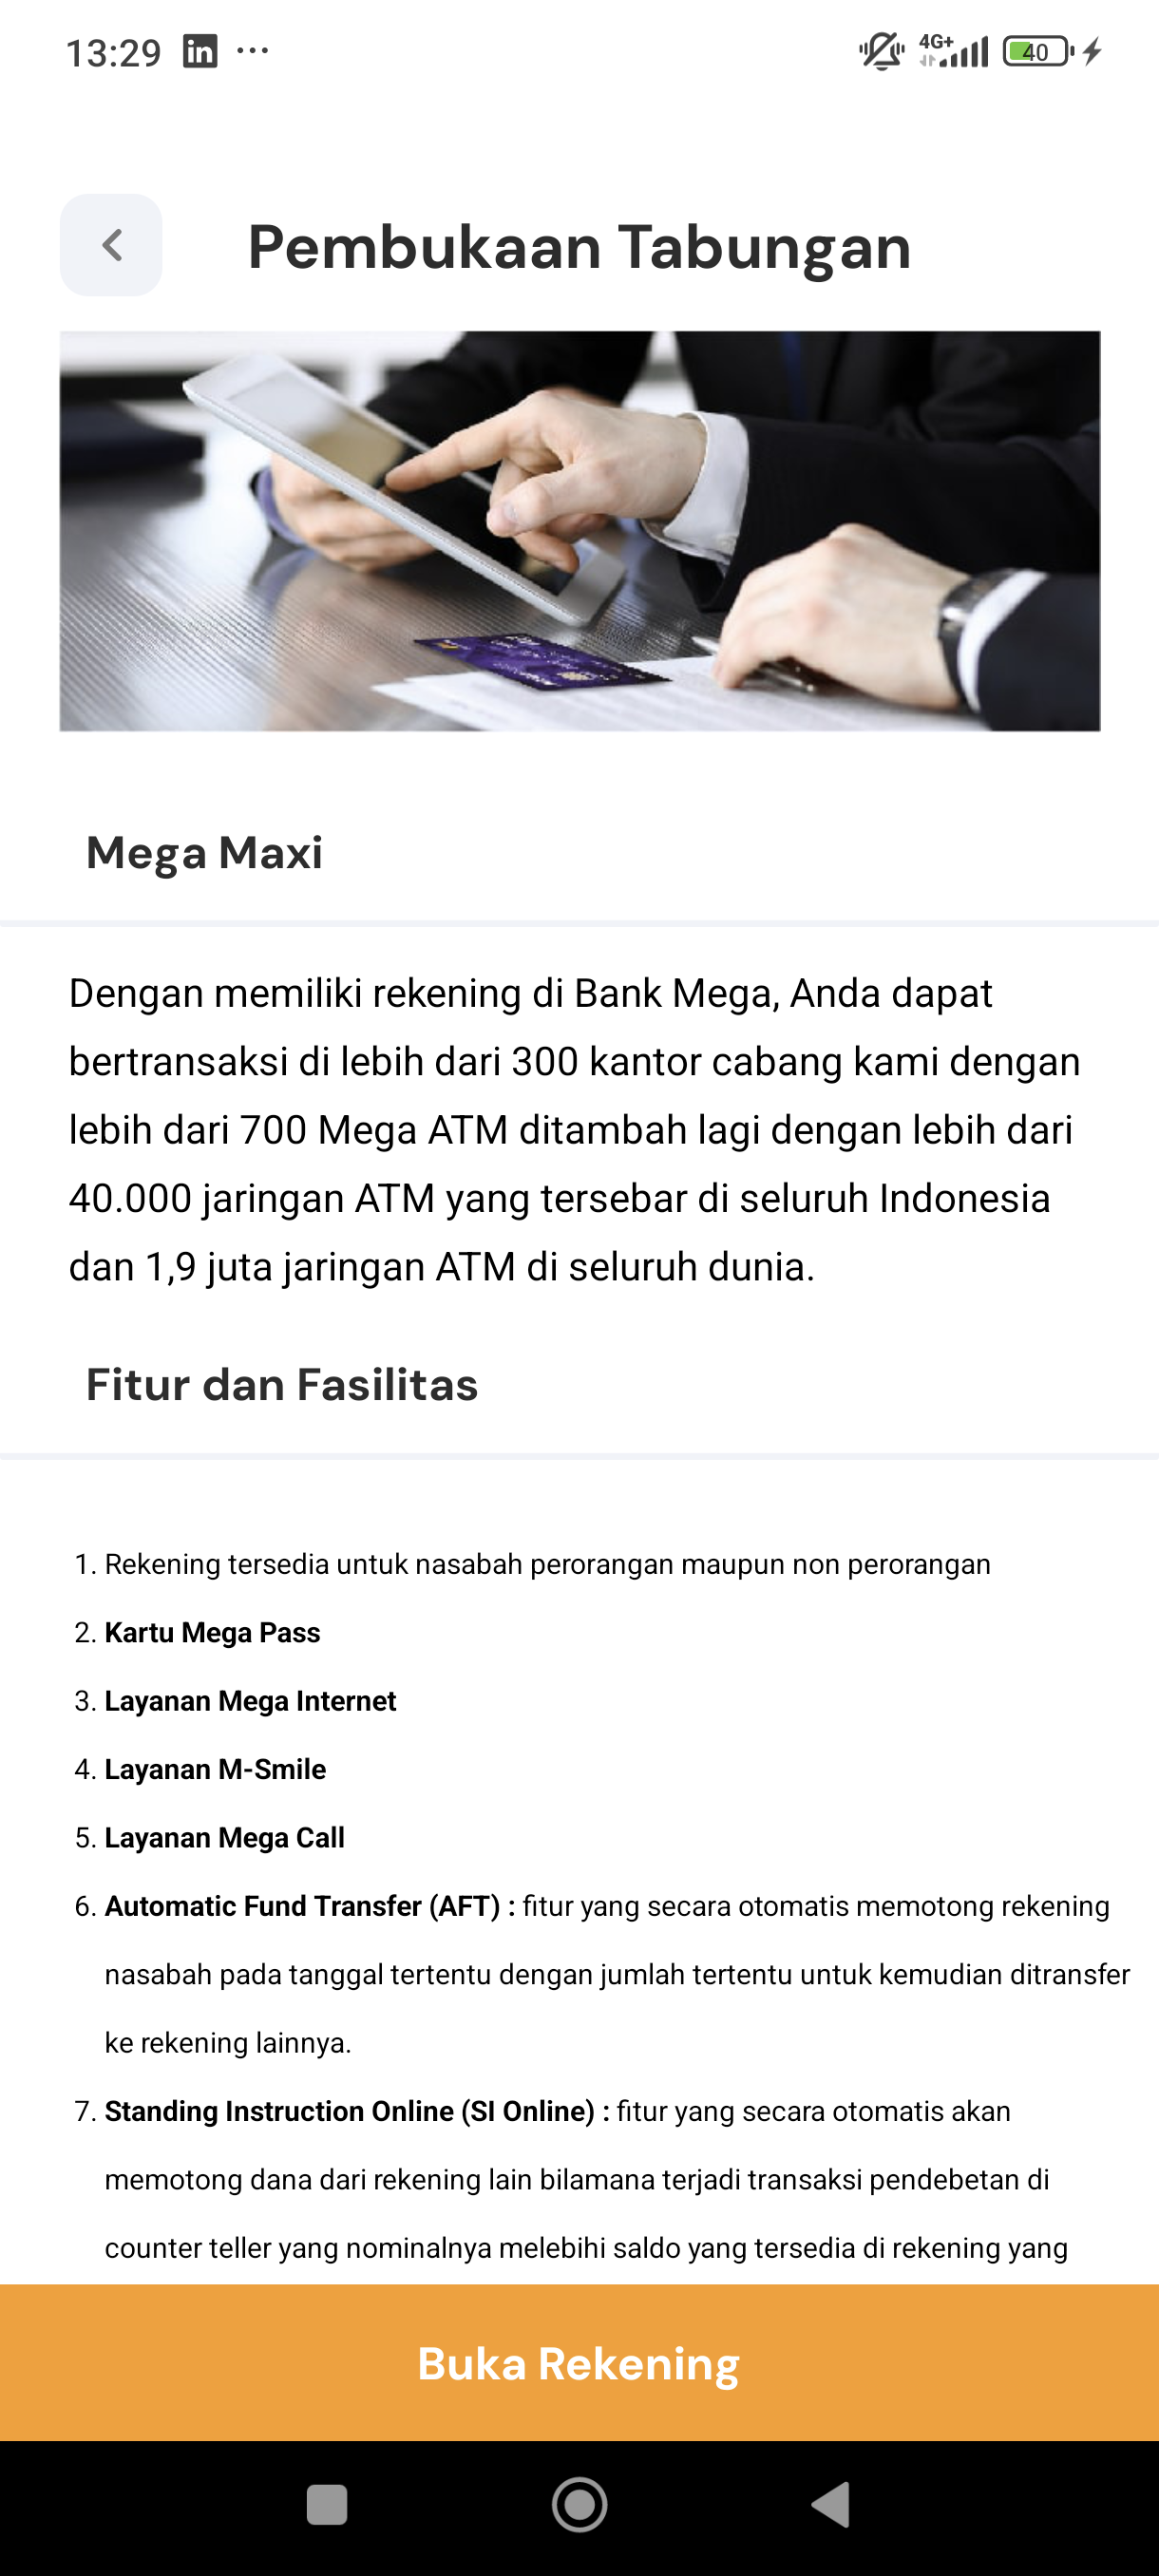 13:29 in ...
4G+ 40
Pembukaan Tabungan
Mega Maxi
Dengan memiliki rekening di Bank Mega, Anda dapat
bertransaksi di lebih dari 300 kantor cabang kami dengan
lebih dari 700 Mega ATM ditambah lagi dengan lebih dari
40.000 jaringan ATM yang tersebar di seluruh Indonesia
dan 1,9 juta jaringan ATM di seluruh dunia.
Fitur dan Fasilitas
1. Rekening tersedia untuk nasabah perorangan maupun non perorangan
2. Kartu Mega Pass
3. Layanan Mega Internet
4. Layanan M-Smile
5. Layanan Mega Call
6. Automatic Fund Transfer (AFT) : fitur yang secara otomatis memotong rekening
nasabah pada tanggal tertentu dengan jumlah tertentu untuk kemudian ditransfer
ke rekening lainnya.
7. Standing Instruction Online (SI Online) : fitur yang secara otomatis akan
memotong dana dari rekening lain bilamana terjadi transaksi pendebetan di
counter teller yang nominalnya melebihi saldo yang tersedia di rekening yang
Buka Rekening